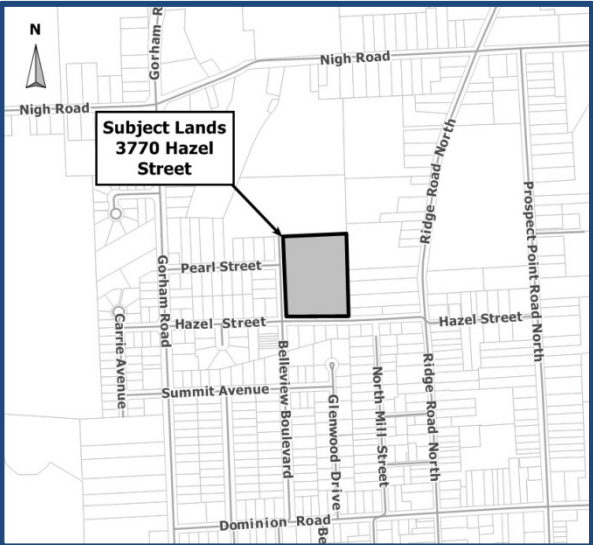 N
Gorham R
Nigh Road
Nigh Road
Subject Lands
3770 Hazel
Street
Ridge Road North
Prospect Point Road North
Pearl Street
Gorham Road
Carrie Avenue
Hazel Street
Hazel Street
Belleview Boulevard
Summit Avenue
Glenwood Drive
North Mill Street
Ridge Road North
Dominion Road
Be